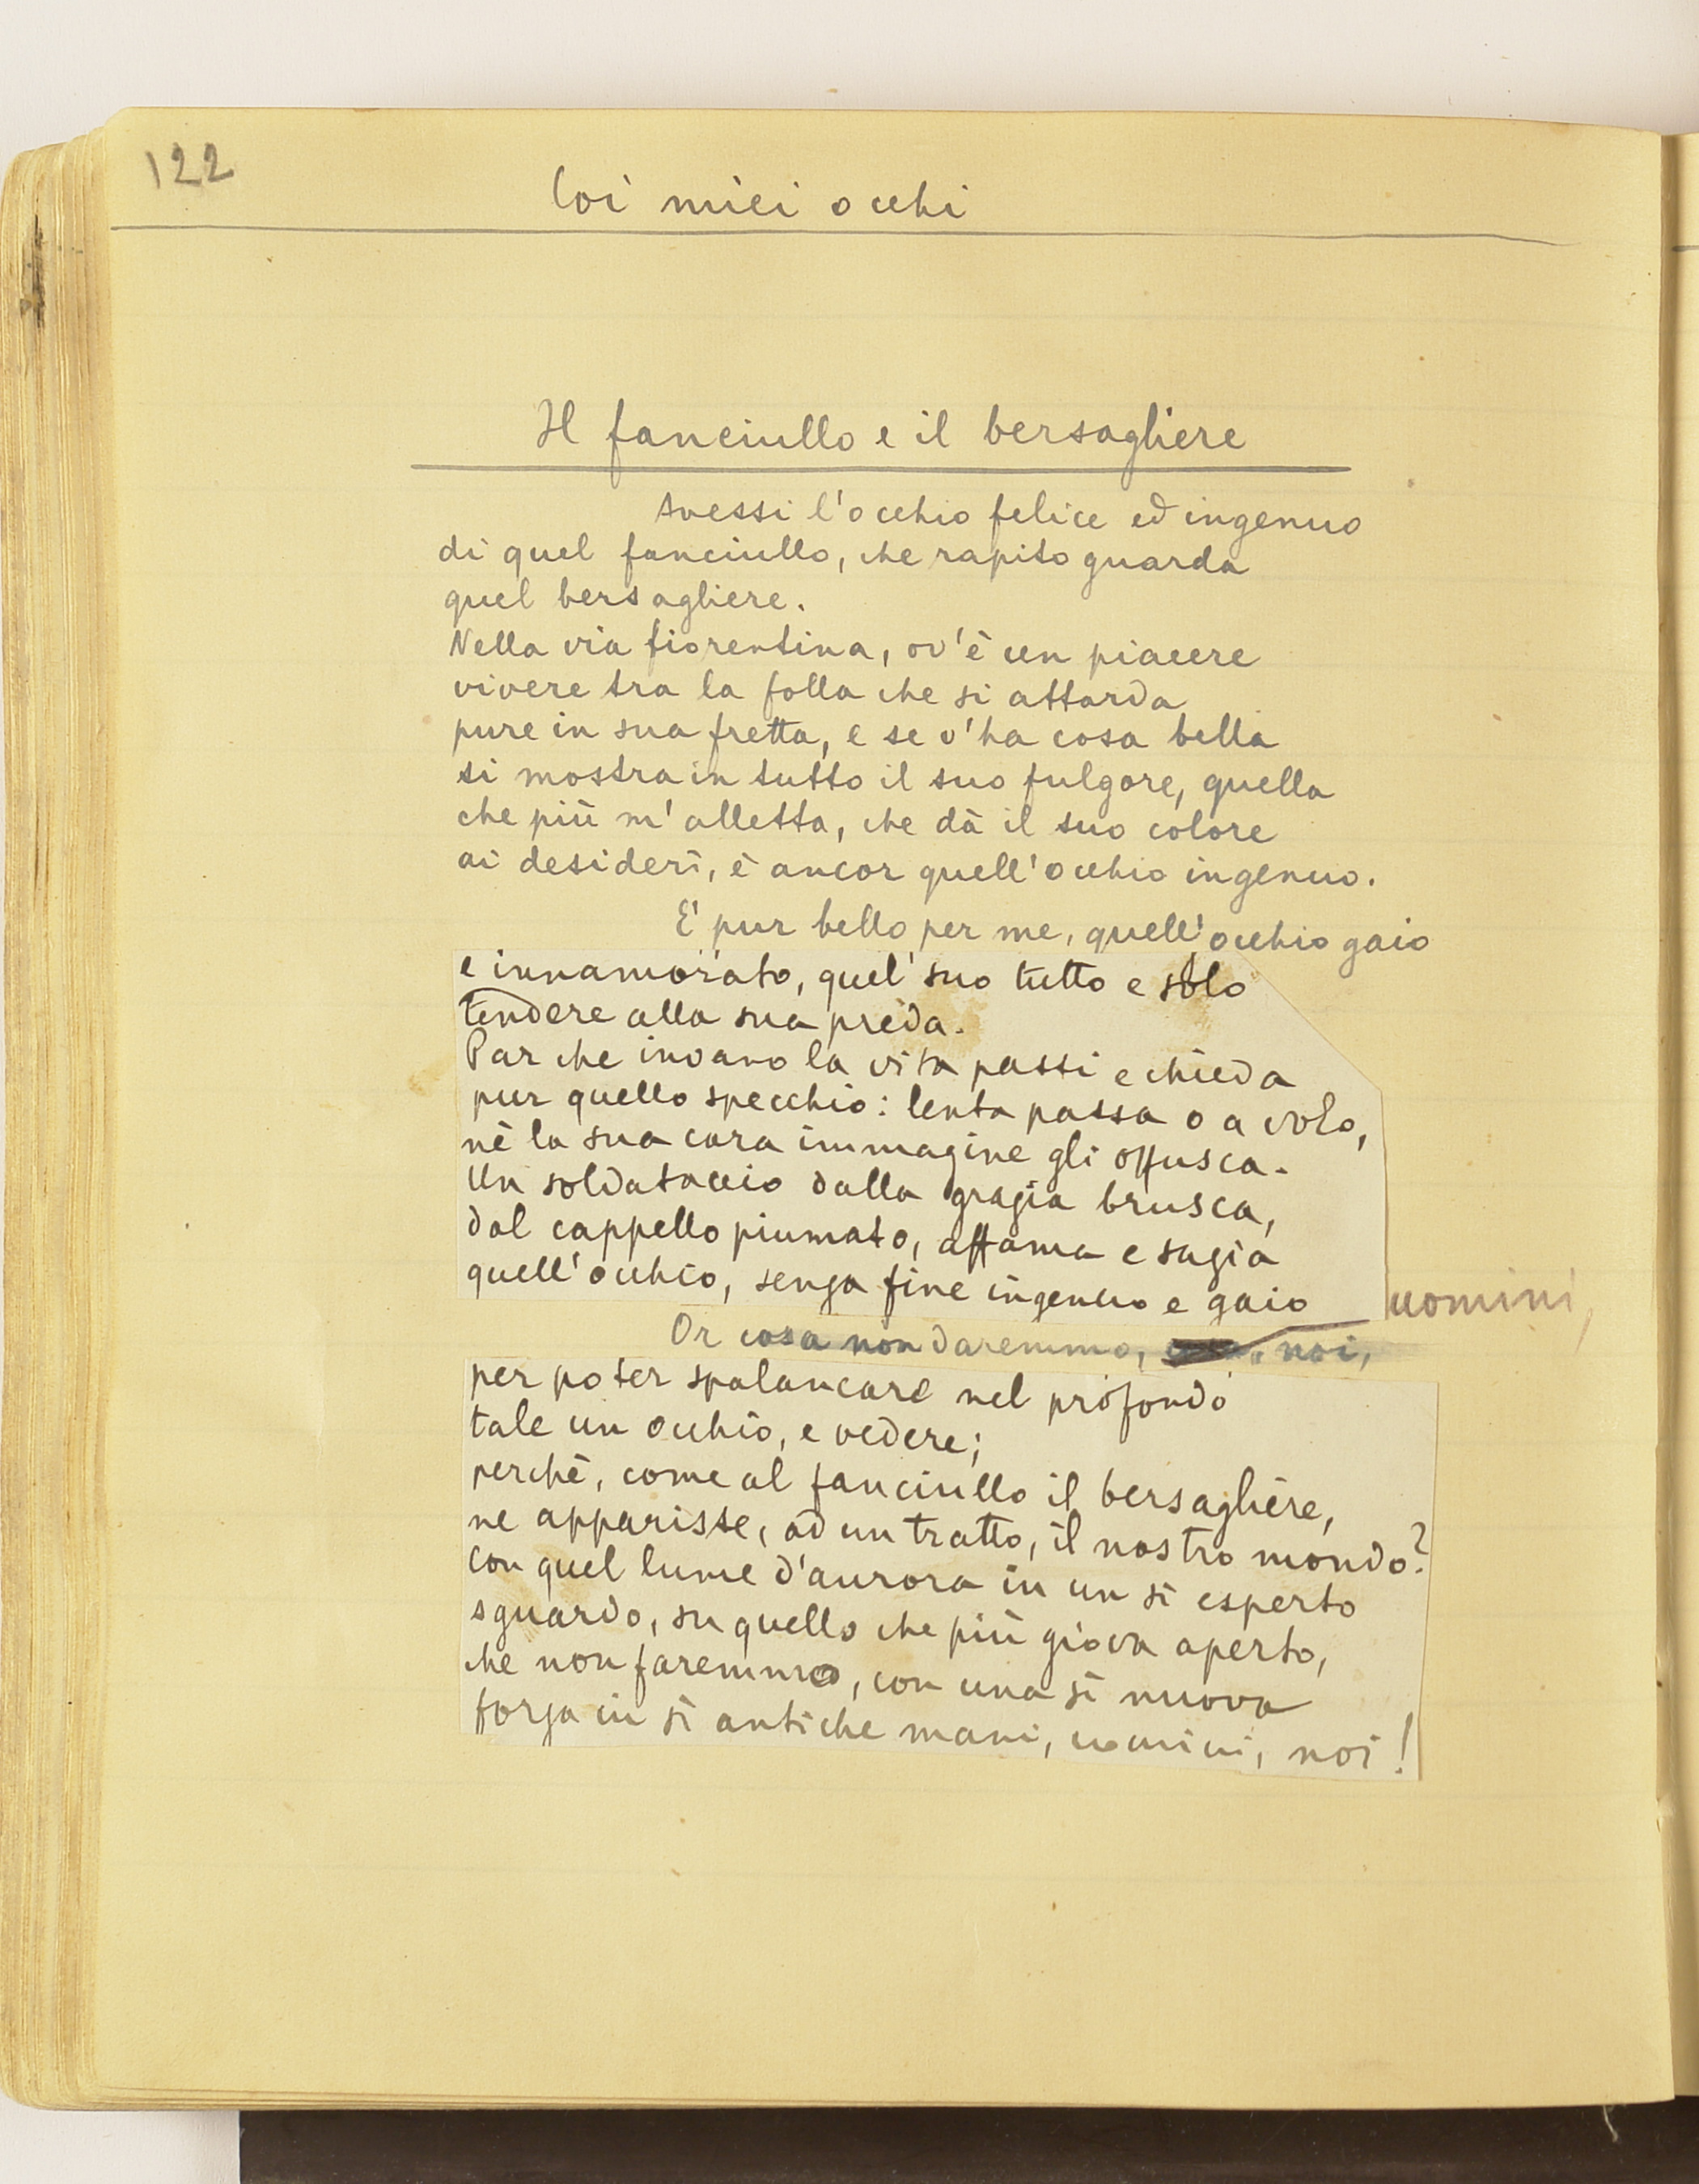 122
Coi miei occhi
Il fanciullo e il bersagliere
Avessi l'occhio felice ed ingenuo
di quel fanciullo, che rapito guarda
quel bersagliere.
Nella via fiorentina, ov'è un piacere
vivere tra la folla che si attarda
pure in sua fretta, e se v'ha cosa bella
si mostra in tutto il suo fulgore, quella
che più m'alletta, che dà il suo colore
ai desiderî, è ancor quell'occhio ingenuo.
E' pur bello per me, quell'occhio gaio
e innamorato, quel suo tutto e solo
tendere alla sua preda.
Par che invano la vita passi e chieda
pur quello specchio: lenta passa o a volo,
nè la sua cara immagine gli offusca.
Un soldataccio dalla grazia brusca,
dal cappello piumato, affama e sazia
quell'occhio, senza fine ingenuo e gaio
Or cosa non daremmo, uomini, noi,
per poter spalancare nel profondo
tale un occhio, e vedere;
perchè, come al fanciullo il bersagliere,
ne apparisse, ad un tratto, il nostro mondo?
Con quel lume d'aurora in un sì esperto
sguardo, su quello che più giova aperto,
che non faremmo, con una sì nuova
forza in sì antiche mani, uomini, noi!